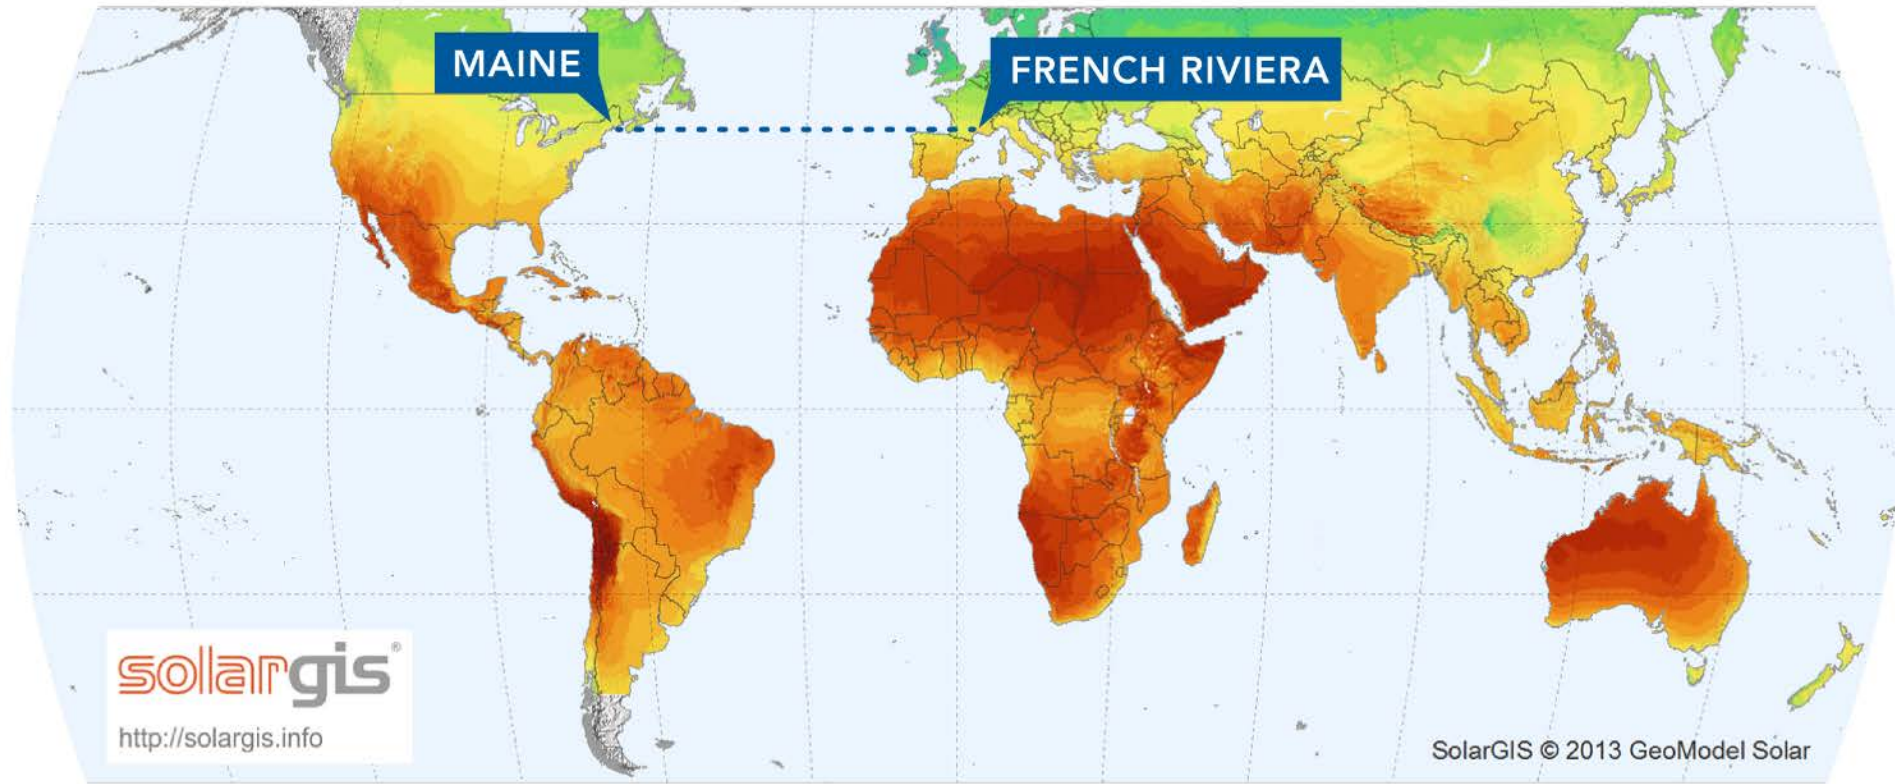 MAINE
FRENCH RIVIERA
solargis®
http://solargis.info
SolarGIS © 2013 GeoModel Solar